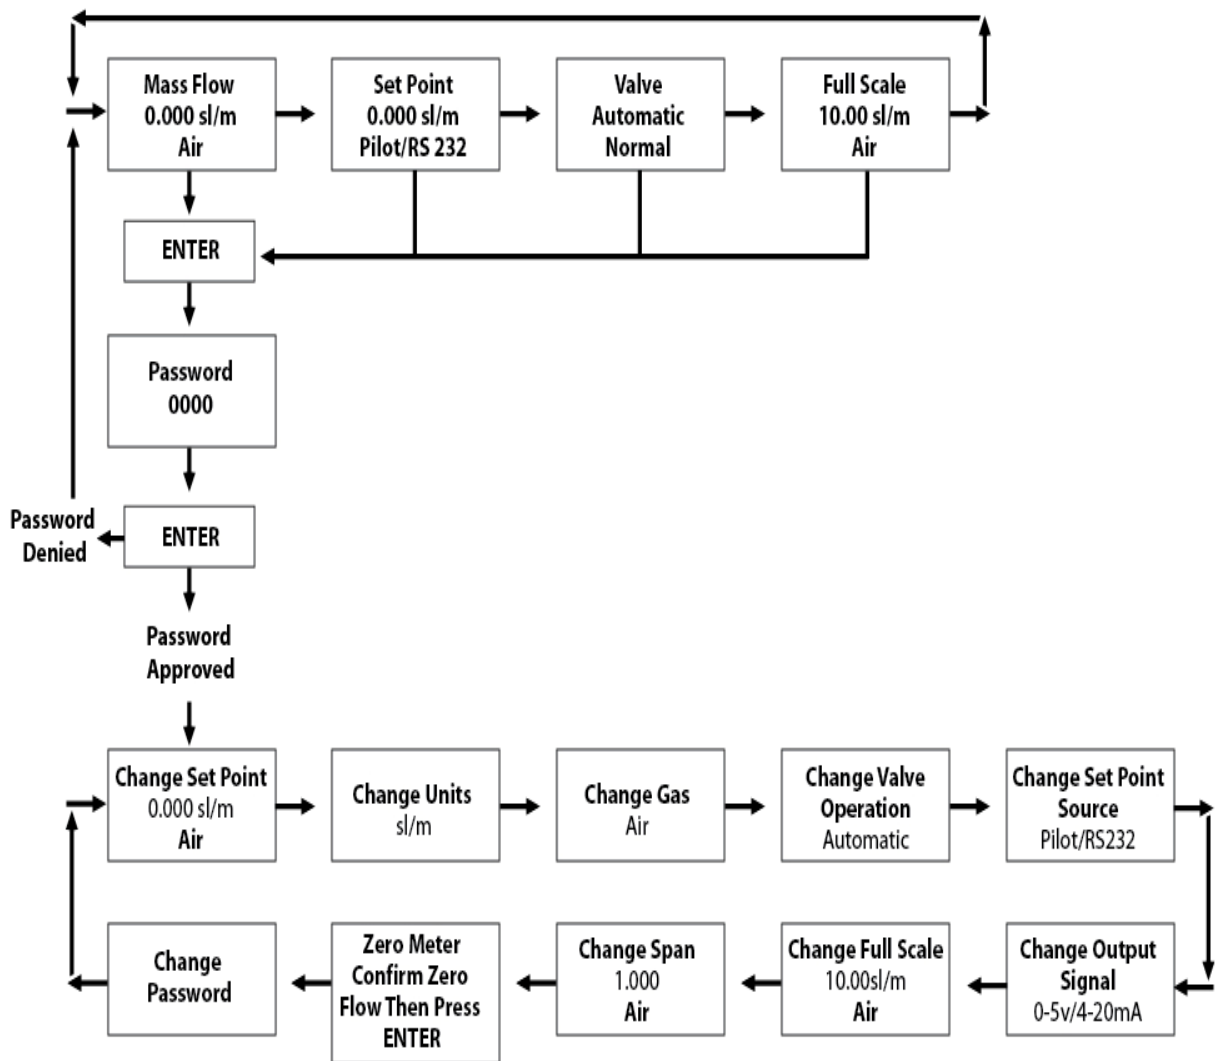 Mass Flow
0.000 sl/m
Air
Set Point
0.000 sl/m
Pilot/RS 232
Valve
Automatic
Normal
Full Scale
10.00 sl/m
Air
ENTER
Password
0000
Password
Denied
ENTER
Password
Approved
Change Set Point
0.000 sl/m
Air
Change Units
sl/m
Change Gas
Air
Change Valve
Operation
Automatic
Change Set Point
Source
Pilot/RS232
Change
Password
Zero Meter
Confirm Zero
Flow Then Press
ENTER
Change Span
1.000
Air
Change Full Scale
10.00sl/m
Air
Change Output
Signal
0-5v/4-20mA